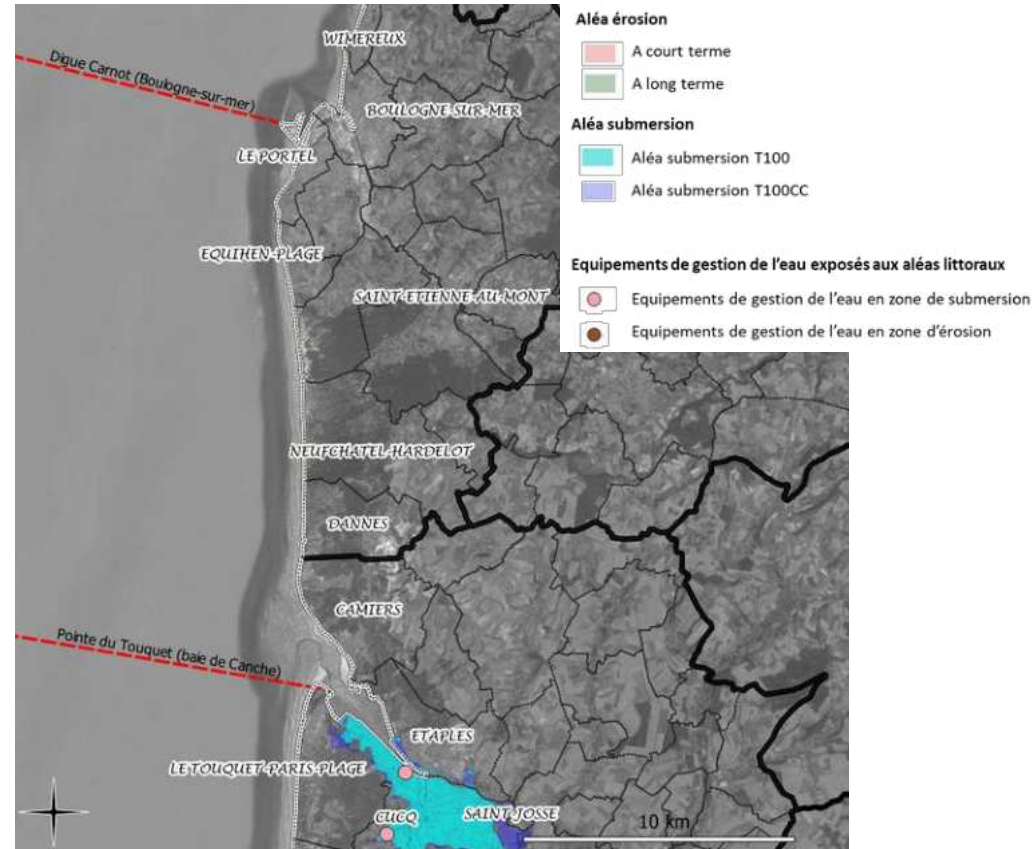 WIMEREUX
Digue Carnot (Boulogne-sur-mer)
BOULOGNE-SUR-MER
LE PORTEL
EQUIHEN-PLAGE
SAINT-ETIENNE-AU-MONT
NEUFCHATEL-HARDELOT
DANNES
CAMIERS
Pointe du Touquet (baie de Canche)
ETAPLES
LE TOUQUET-PARIS-PLAGE
CUCQ
SAINT-JOSSE
10 km
Aléa érosion
A court terme
A long terme
Aléa submersion
Aléa submersion T100
Aléa submersion T100CC
Equipements de gestion de l'eau exposés aux aléas littoraux
Equipements de gestion de l'eau en zone de submersion
Equipements de gestion de l'eau en zone d'érosion